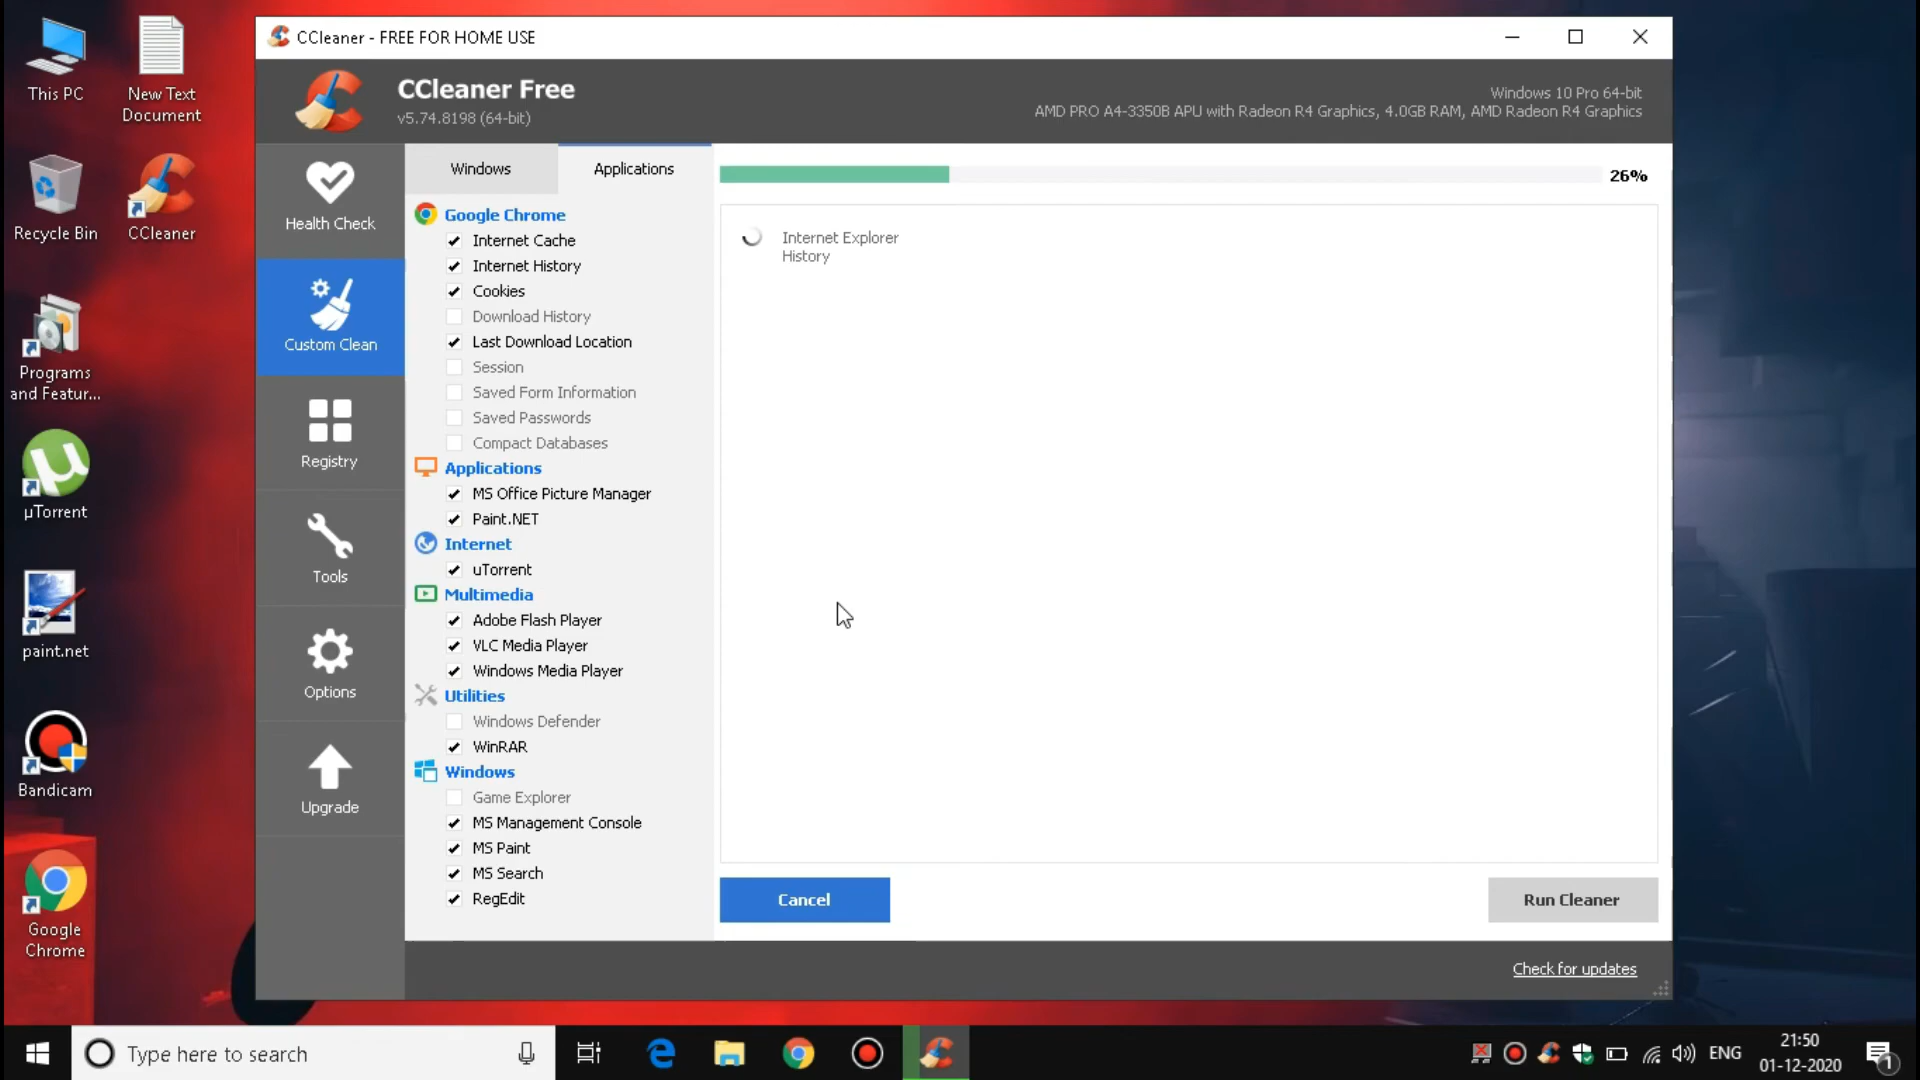 This PC
New Text
Document
Recycle Bin
CCleaner
Programs
and Featur...
µTorrent
paint.net
Bandicam
Google
Chrome
CCleaner - FREE FOR HOME USE
CCleaner Free
v5.74.8198 (64-bit)
Windows 10 Pro 64-bit
AMD PRO A4-3350B APU with Radeon R4 Graphics, 4.0GB RAM, AMD Radeon R4 Graphics
Health Check
Custom Clean
Registry
Tools
Options
Upgrade
Windows
Applications
Google Chrome
Internet Cache
Internet History
Cookies
Download History
Last Download Location
Session
Saved Form Information
Saved Passwords
Compact Databases
Applications
MS Office Picture Manager
Paint.NET
Internet
uTorrent
Multimedia
Adobe Flash Player
VLC Media Player
Windows Media Player
Utilities
Windows Defender
WinRAR
Windows
Game Explorer
MS Management Console
MS Paint
MS Search
RegEdit
26%
Internet Explorer
History
Cancel
Run Cleaner
Check for updates
Type here to search
ENG
21:50
01-12-2020
1